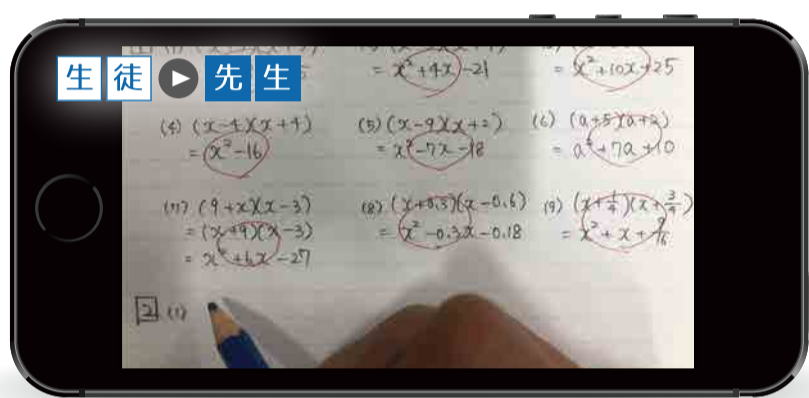 生徒▶先生
= x²+4x-21
= x²+10x+25
(4) (x-4)(x+4)
= x²-16
(5) (x-9)(x+2)
= x²-7x-18
(6) (a+5)(a+2)
= a²+7a+10
(7) (9+x)(x-3)
= (x+9)(x-3)
= x²+6x-27
(8) (x+0.3)(x-0.6)
= x²-0.3x-0.18
(9) (x+1/4)(x+3/4)
= x²+x+
2 (1)